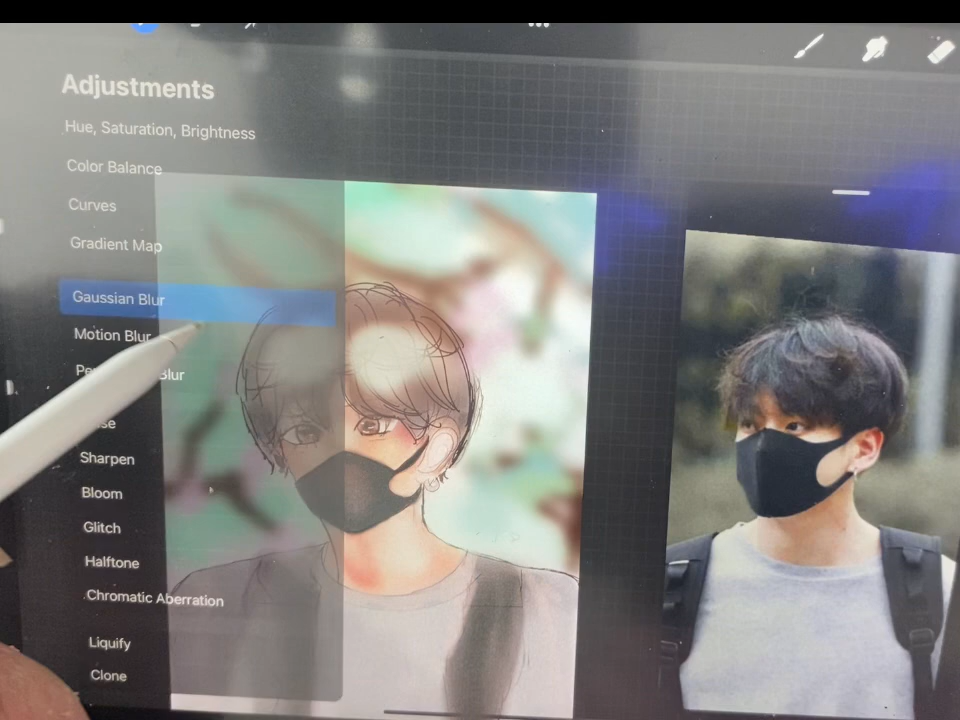 Adjustments
Hue, Saturation, Brightness
Color Balance
Curves
Gradient Map
Gaussian Blur
Motion Blur
Blur
Sharpen
Bloom
Glitch
Halftone
Chromatic Aberration
Liquify
Clone